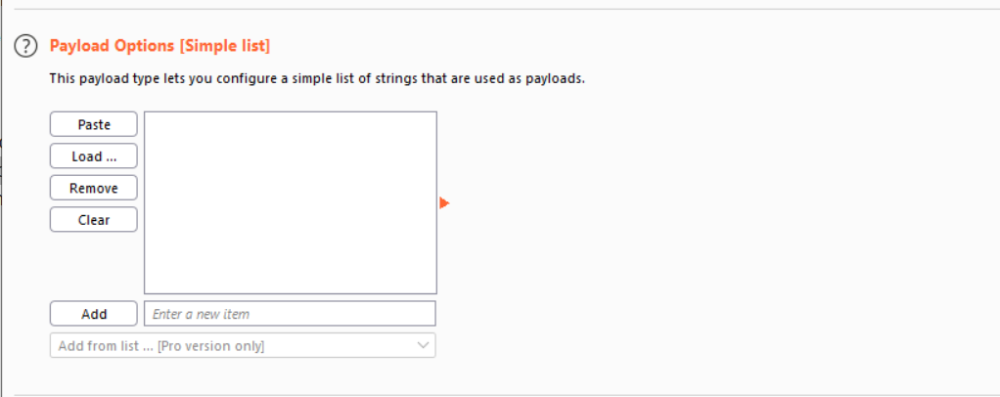 ? Payload Options [Simple list]
This payload type lets you configure a simple list of strings that are used as payloads.
Paste
Load ...
Remove
Clear
Add Enter a new item
Add from list ... [Pro version only]